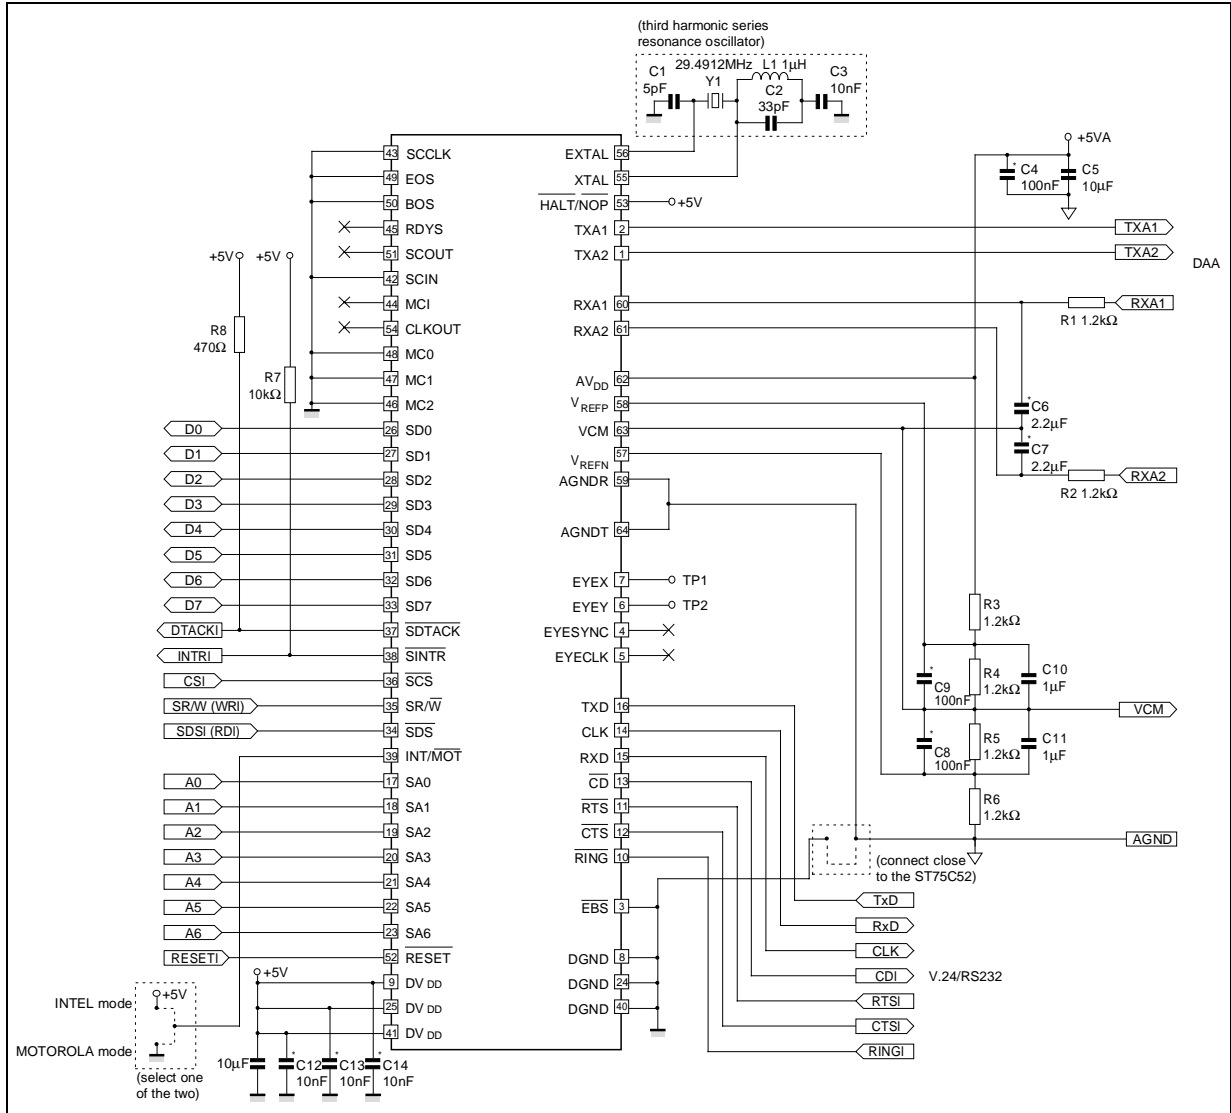 (third harmonic series
resonance oscillator)
29.4912MHz L1 1µH
C1 Y1 C2 C3
5pF 33pF 10nF
+5VA
C4 C5
100nF 10µF
43 SCCLK EXTAL 56
49 EOS XTAL 55
50 BOS HALT/NOP 53 +5V
45 RDYS TXA1 2 TXA1
51 SCOUT TXA2 1 TXA2
DAA
42 SCIN
44 MCI RXA1 60 RXA1
R1 1.2kΩ
54 CLKOUT RXA2 61
+5V +5V
R8
470Ω
R7
10kΩ
48 MC0
47 MC1 AVDD 62
46 MC2 VREFP 58
C6
2.2µF
D0 26 SD0 VCM 63
C7
2.2µF
D1 27 SD1 VREFN 57
D2 28 SD2 AGNDR 59 RXA2
R2 1.2kΩ
D3 29 SD3
D4 30 SD4 AGNDT 64
D5 31 SD5
D6 32 SD6 EYEX 7 TP1
D7 33 SD7 EYEY 6 TP2
R3
1.2kΩ
DTACKI 37 SDTACK EYESYNC 4
INTRI 38 SINTR EYECLK 5
CSI 36 SCS
C9 R4 C10
100nF 1.2kΩ 1µF
SR/W (WRI) 35 SR/W TXD 16 VCM
SDSI (RDI) 34 SDS CLK 14
C8 R5 C11
100nF 1.2kΩ 1µF
39 INT/MOT RXD 15
A0 17 SA0 CD 13
A1 18 SA1 RTS 11
R6
1.2kΩ
A2 19 SA2 CTS 12 AGND
A3 20 SA3 RING 10
(connect close
to the ST75C52)
A4 21 SA4
A5 22 SA5 EBS 3 TxD
A6 23 SA6 RxD
RESETI 52 RESET DGND 8 CLK
+5V
9 DVDD DGND 24 CDI V.24/RS232
25 DVDD DGND 40 RTSI
41 DVDD CTSI
RINGI
INTEL mode +5V
MOTOROLA mode
(select one
of the two)
10µF C12 C13 C14
10nF 10nF 10nF